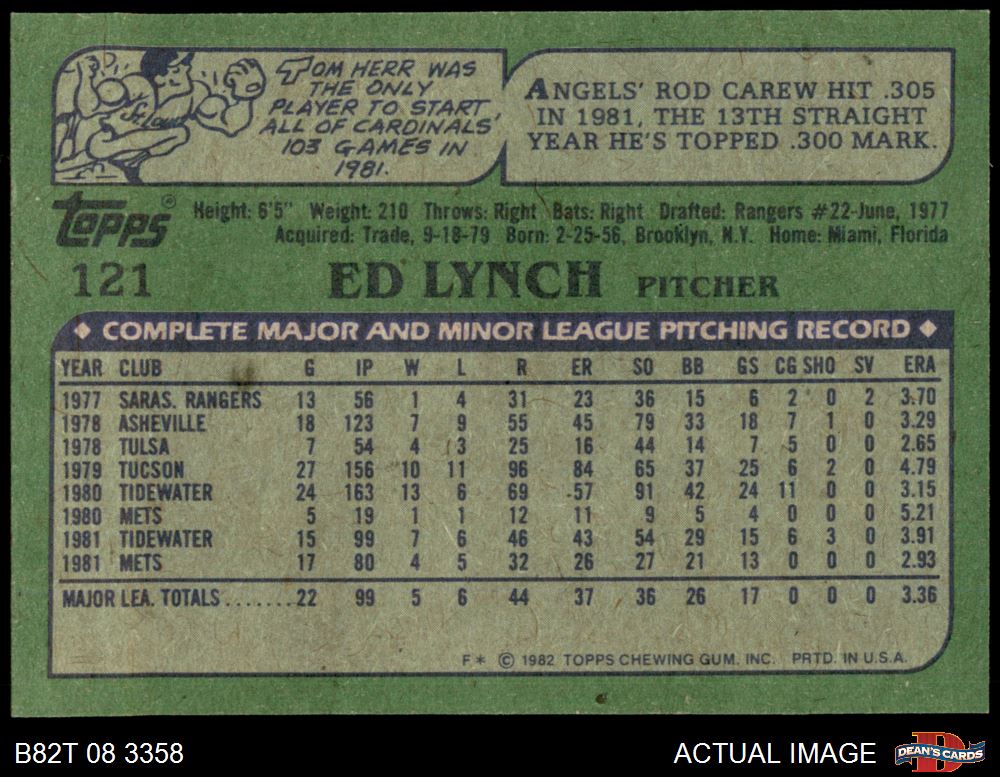 St. Louis
TOM HERR WAS
THE ONLY
PLAYER TO START
ALL OF CARDINALS'
103 GAMES IN
1981.
ANGELS' ROD CAREW HIT .305
IN 1981, THE 13TH STRAIGHT
YEAR HE'S TOPPED .300 MARK.
TOPPS®
Height: 6'5" Weight: 210 Throws: Right Bats: Right Drafted: Rangers #22-June, 1977
Acquired: Trade, 9-18-79 Born: 2-25-56, Brooklyn, N.Y. Home: Miami, Florida
121 ED LYNCH PITCHER
◆ COMPLETE MAJOR AND MINOR LEAGUE PITCHING RECORD ◆
YEAR CLUB G IP W L R ER SO BB GS CG SHO SV ERA
1977 SARAS. RANGERS 13 56 1 4 31 23 36 15 6 2 0 2 3.70
1978 ASHEVILLE 18 123 7 9 55 45 79 33 18 7 1 0 3.29
1978 TULSA 7 54 4 3 25 16 44 14 7 5 0 0 2.65
1979 TUCSON 27 156 10 11 96 84 65 37 25 6 2 0 4.79
1980 TIDEWATER 24 163 13 6 69 57 91 42 24 11 0 0 3.15
1980 METS 5 19 1 1 12 11 9 5 4 0 0 0 5.21
1981 TIDEWATER 15 99 7 6 46 43 54 29 15 6 3 0 3.91
1981 METS 17 80 4 5 32 26 27 21 13 0 0 0 2.93
MAJOR LEA. TOTALS........22 99 5 6 44 37 36 26 17 0 0 0 3.36
F* © 1982 TOPPS CHEWING GUM, INC. PRTD. IN U.S.A.
B82T 08 3358
ACTUAL IMAGE
D
DEAN'S CARDS